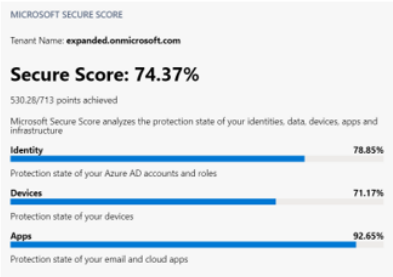 MICROSOFT SECURE SCORE
Tenant Name: expanded.onmicrosoft.com
Secure Score: 74.37%
530.28/713 points achieved
Microsoft Secure Score analyzes the protection state of your identities, data, devices, apps and
infrastructure
Identity 78.85%
Protection state of your Azure AD accounts and roles
Devices 71.17%
Protection state of your devices
Apps 92.65%
Protection state of your email and cloud apps